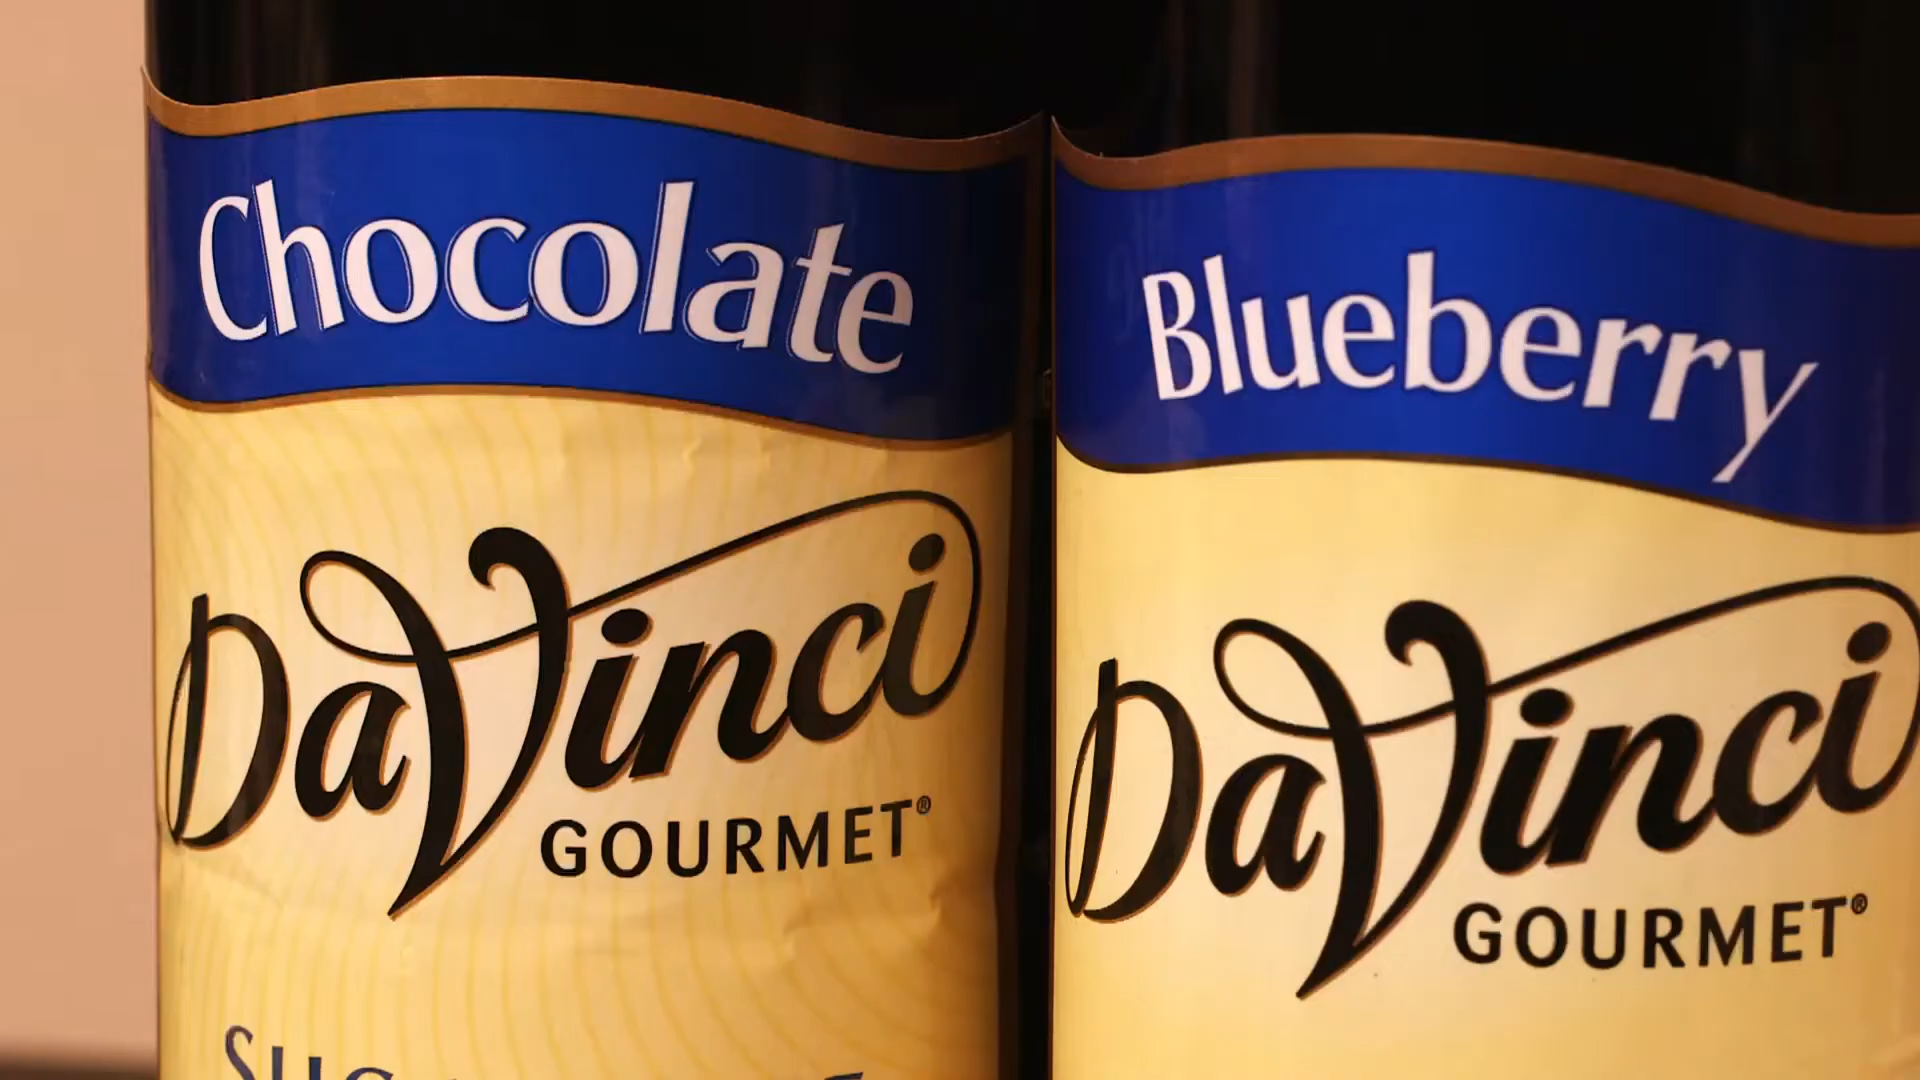 Chocolate
DaVinci
GOURMET®
Blueberry
DaVinci
GOURMET®